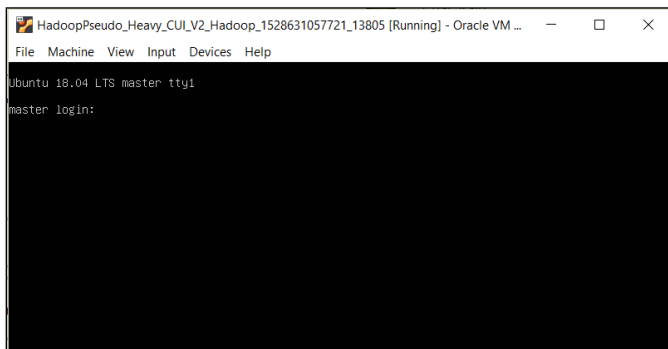 HadoopPseudo_Heavy_CUI_V2_Hadoop_1528631057721_13805 [Running] - Oracle VM ...
File Machine View Input Devices Help
Ubuntu 18.04 LTS master tty1
master login: